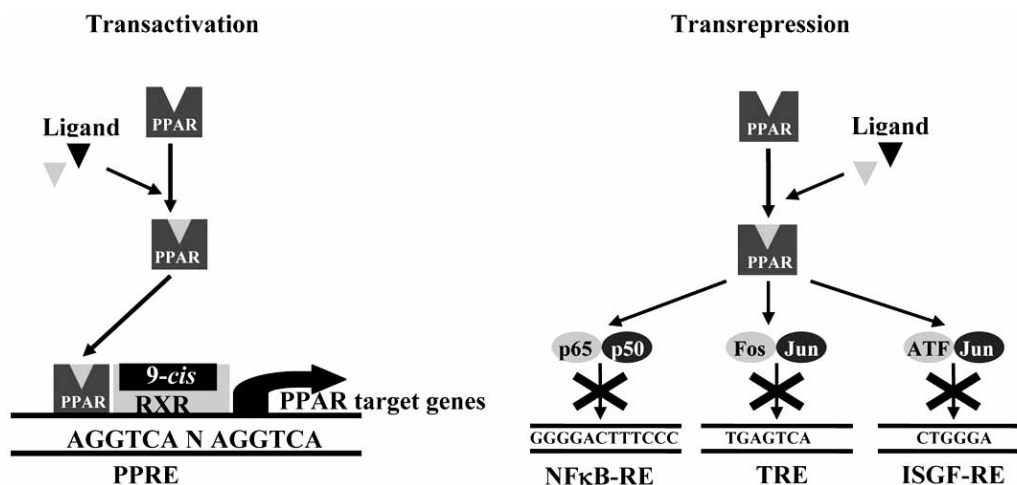 Transactivation
Ligand
PPAR
PPAR
PPAR
9-cis
RXR
PPAR target genes
AGGTCA N AGGTCA
PPRE
Transrepression
PPAR
Ligand
PPAR
p65 p50
Fos Jun
ATF Jun
GGGGACTTTCCC
TGAGTCA
CTGGGA
NFκB-RE
TRE
ISGF-RE